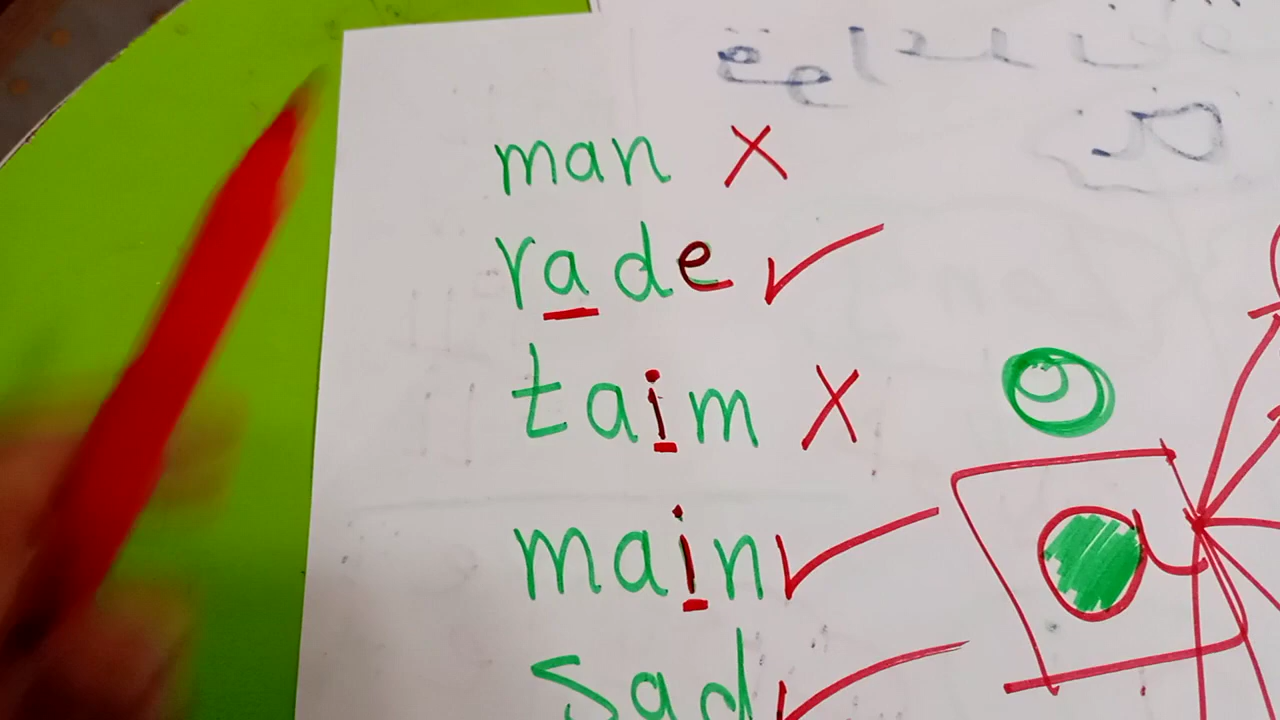 man ✗
rade ✓
taim ✗
main ✓
sad ✓
a